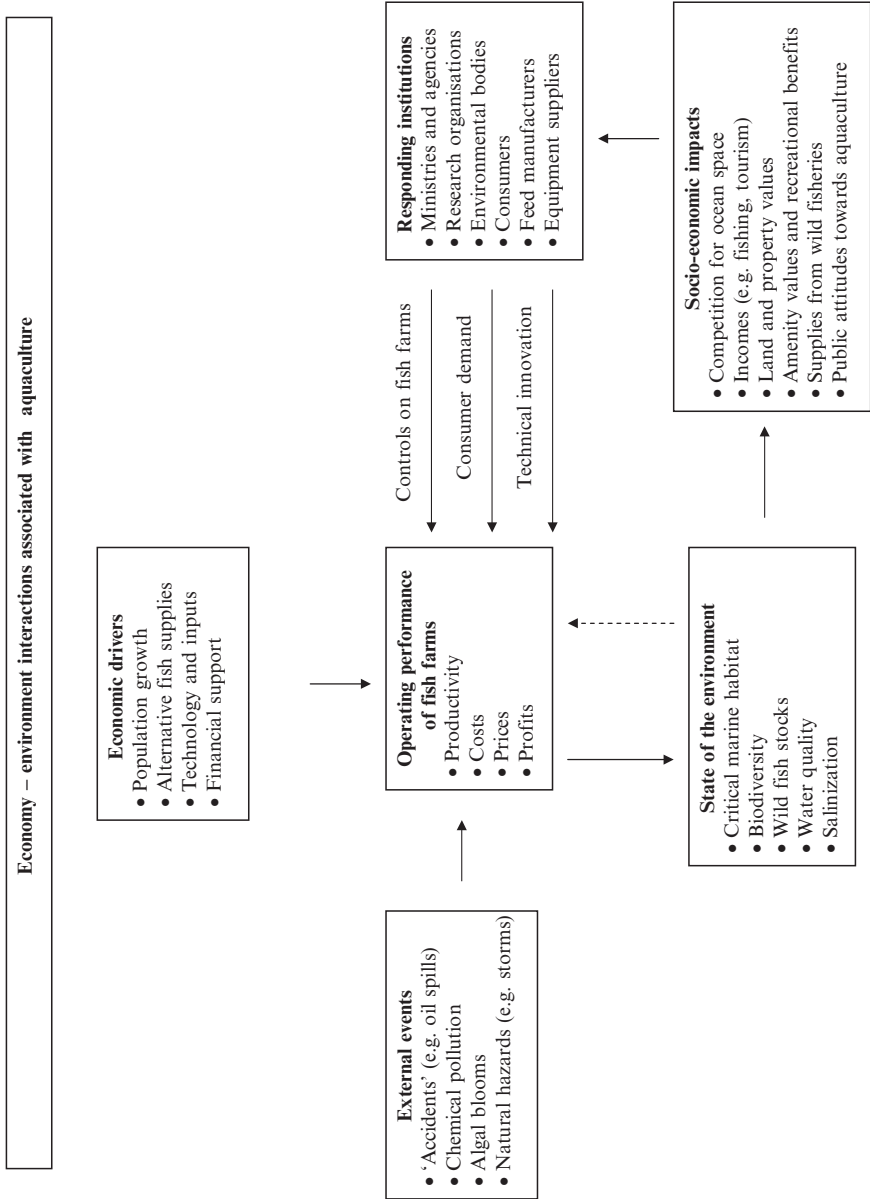 Economy – environment interactions associated with aquaculture
Economic drivers
• Population growth
• Alternative fish supplies
• Technology and inputs
• Financial support
External events
• ‘Accidents’ (e.g. oil spills)
• Chemical pollution
• Algal blooms
• Natural hazards (e.g. storms)
Operating performance
of fish farms
• Productivity
• Costs
• Prices
• Profits
Controls on fish farms
Consumer demand
Technical innovation
Responding institutions
• Ministries and agencies
• Research organisations
• Environmental bodies
• Consumers
• Feed manufacturers
• Equipment suppliers
State of the environment
• Critical marine habitat
• Biodiversity
• Wild fish stocks
• Water quality
• Salinization
Socio-economic impacts
• Competition for ocean space
• Incomes (e.g. fishing, tourism)
• Land and property values
• Amenity values and recreational benefits
• Supplies from wild fisheries
• Public attitudes towards aquaculture